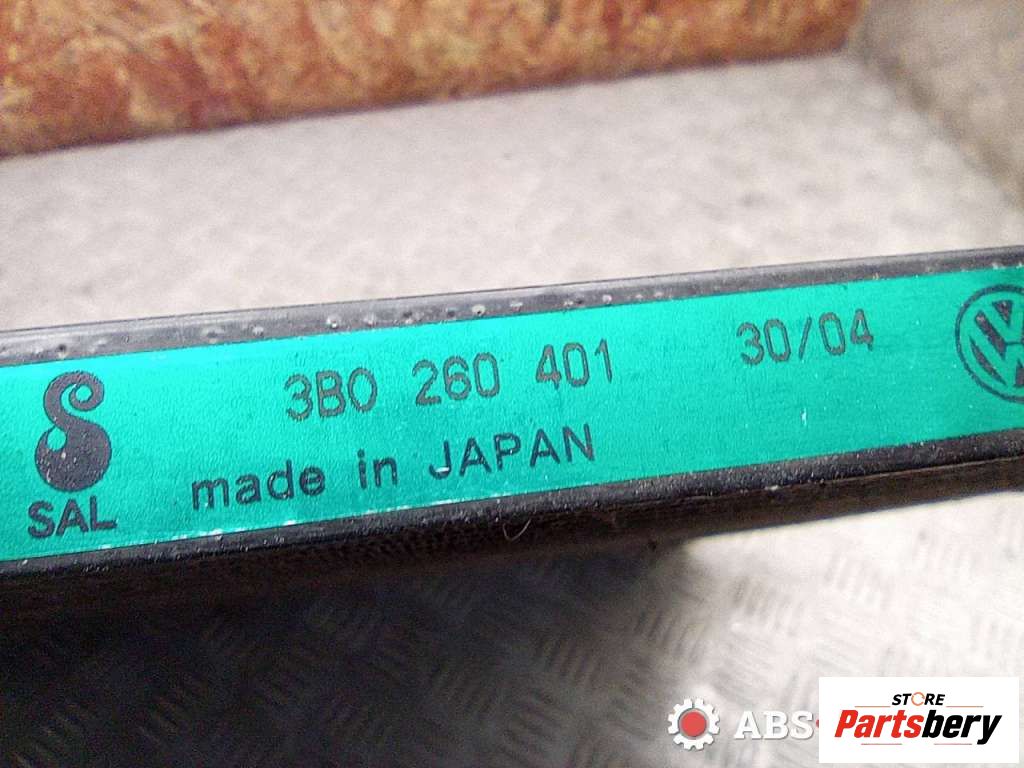 3B0 260 401 30/04
made in JAPAN
SAL
ABS
STORE
Partsbery